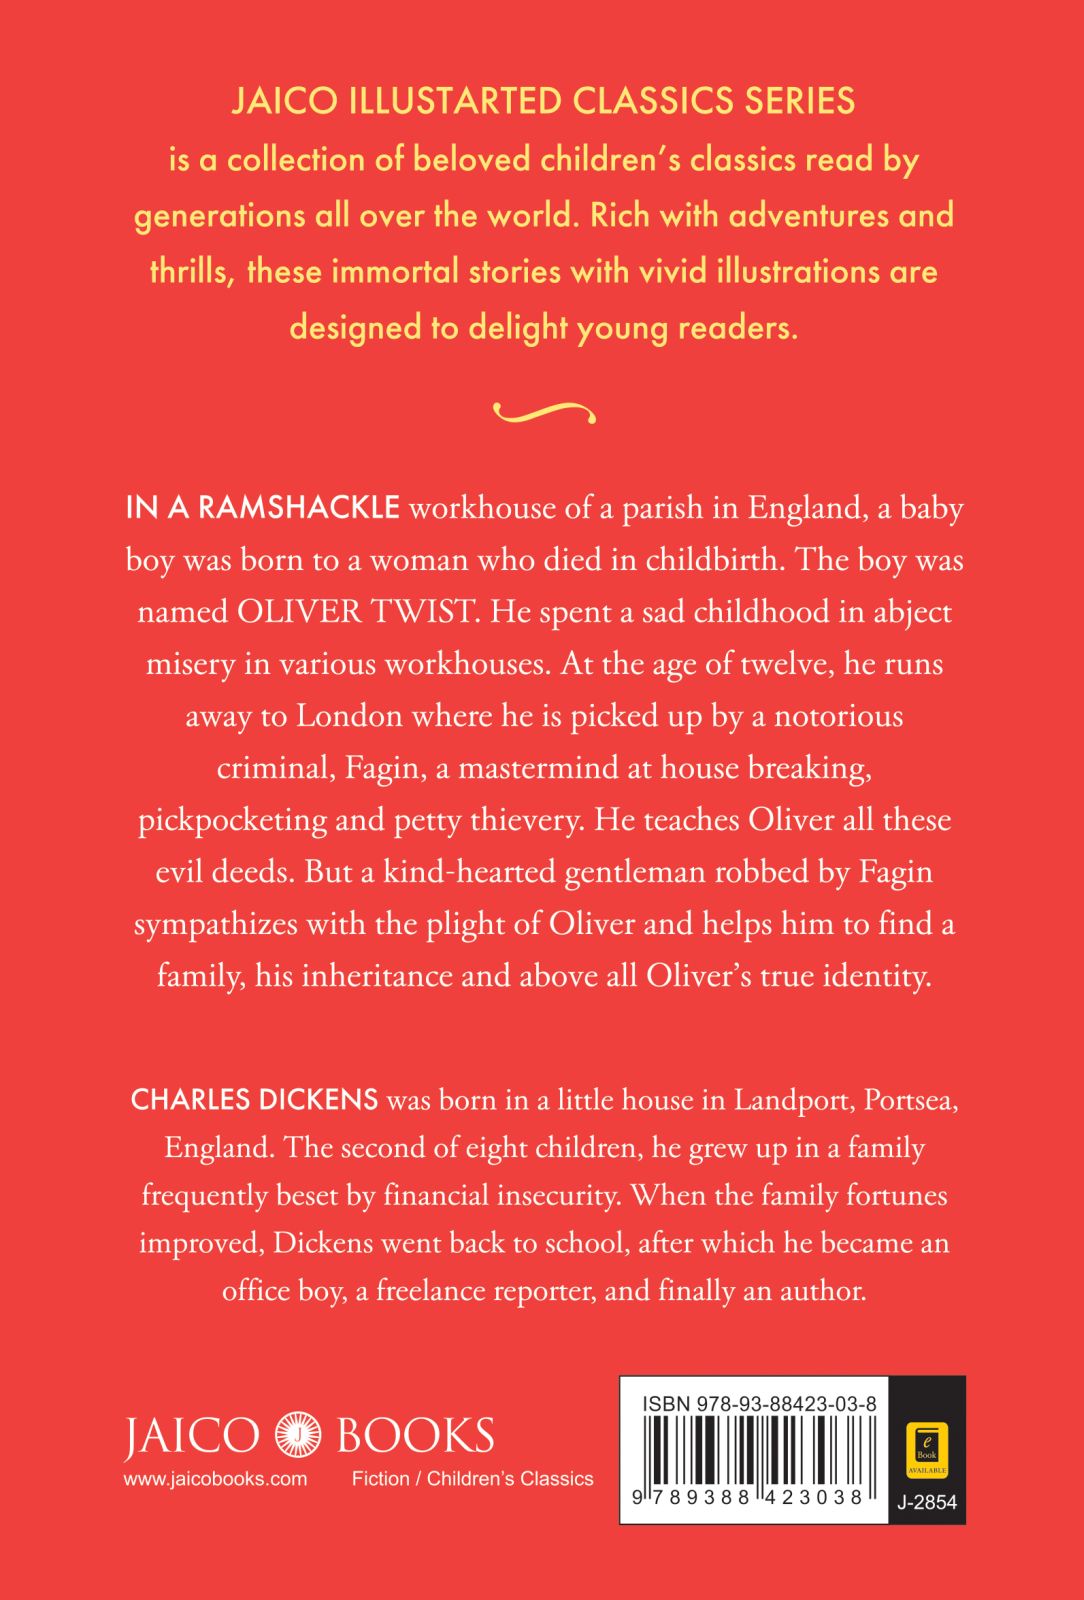 JAICO ILLUSTARTED CLASSICS SERIES
is a collection of beloved children's classics read by
generations all over the world. Rich with adventures and
thrills, these immortal stories with vivid illustrations are
designed to delight young readers.
IN A RAMSHACKLE workhouse of a parish in England, a baby
boy was born to a woman who died in childbirth. The boy was
named OLIVER TWIST. He spent a sad childhood in abject
misery in various workhouses. At the age of twelve, he runs
away to London where he is picked up by a notorious
criminal, Fagin, a mastermind at house breaking,
pickpocketing and petty thievery. He teaches Oliver all these
evil deeds. But a kind-hearted gentleman robbed by Fagin
sympathizes with the plight of Oliver and helps him to find a
family, his inheritance and above all Oliver's true identity.
CHARLES DICKENS was born in a little house in Landport, Portsea,
England. The second of eight children, he grew up in a family
frequently beset by financial insecurity. When the family fortunes
improved, Dickens went back to school, after which he became an
office boy, a freelance reporter, and finally an author.
JAICO J BOOKS
www.jaicobooks.com Fiction / Children's Classics
ISBN 978-93-88423-03-8
9 789388 423038
e
Book
AVAILABLE
J-2854